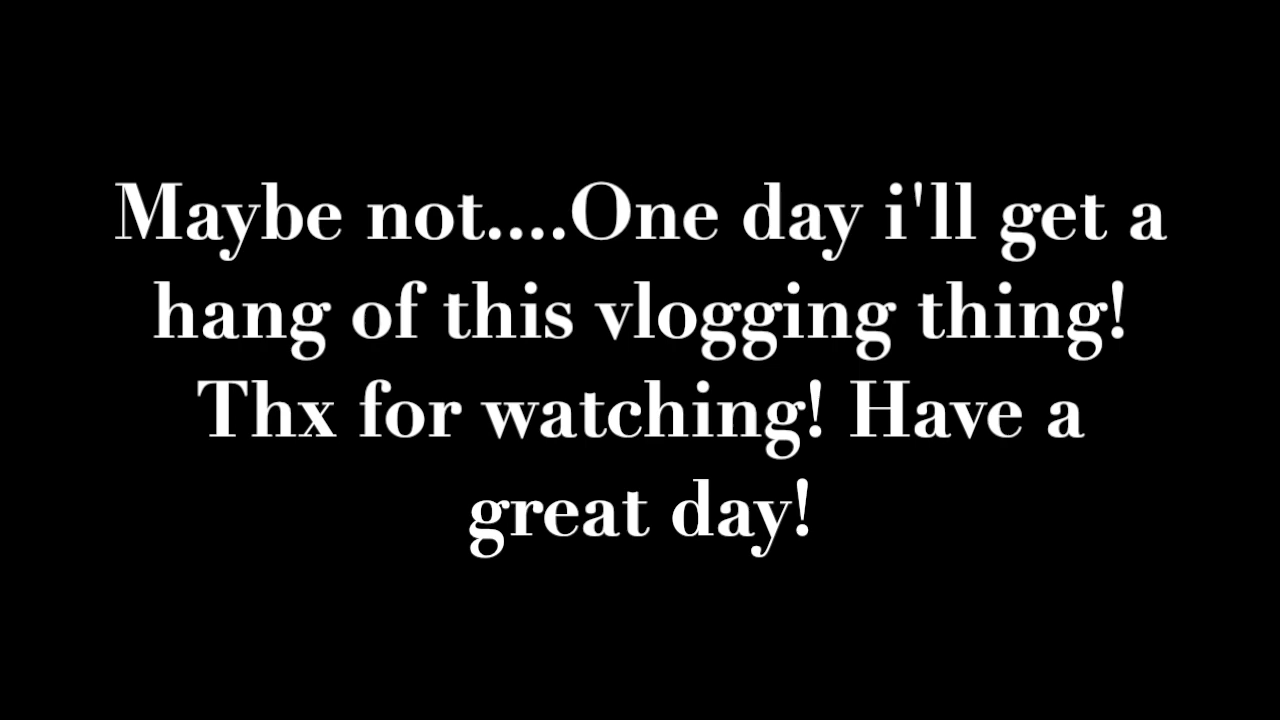 Maybe not....One day i'll get a
hang of this vlogging thing!
Thx for watching! Have a
great day!